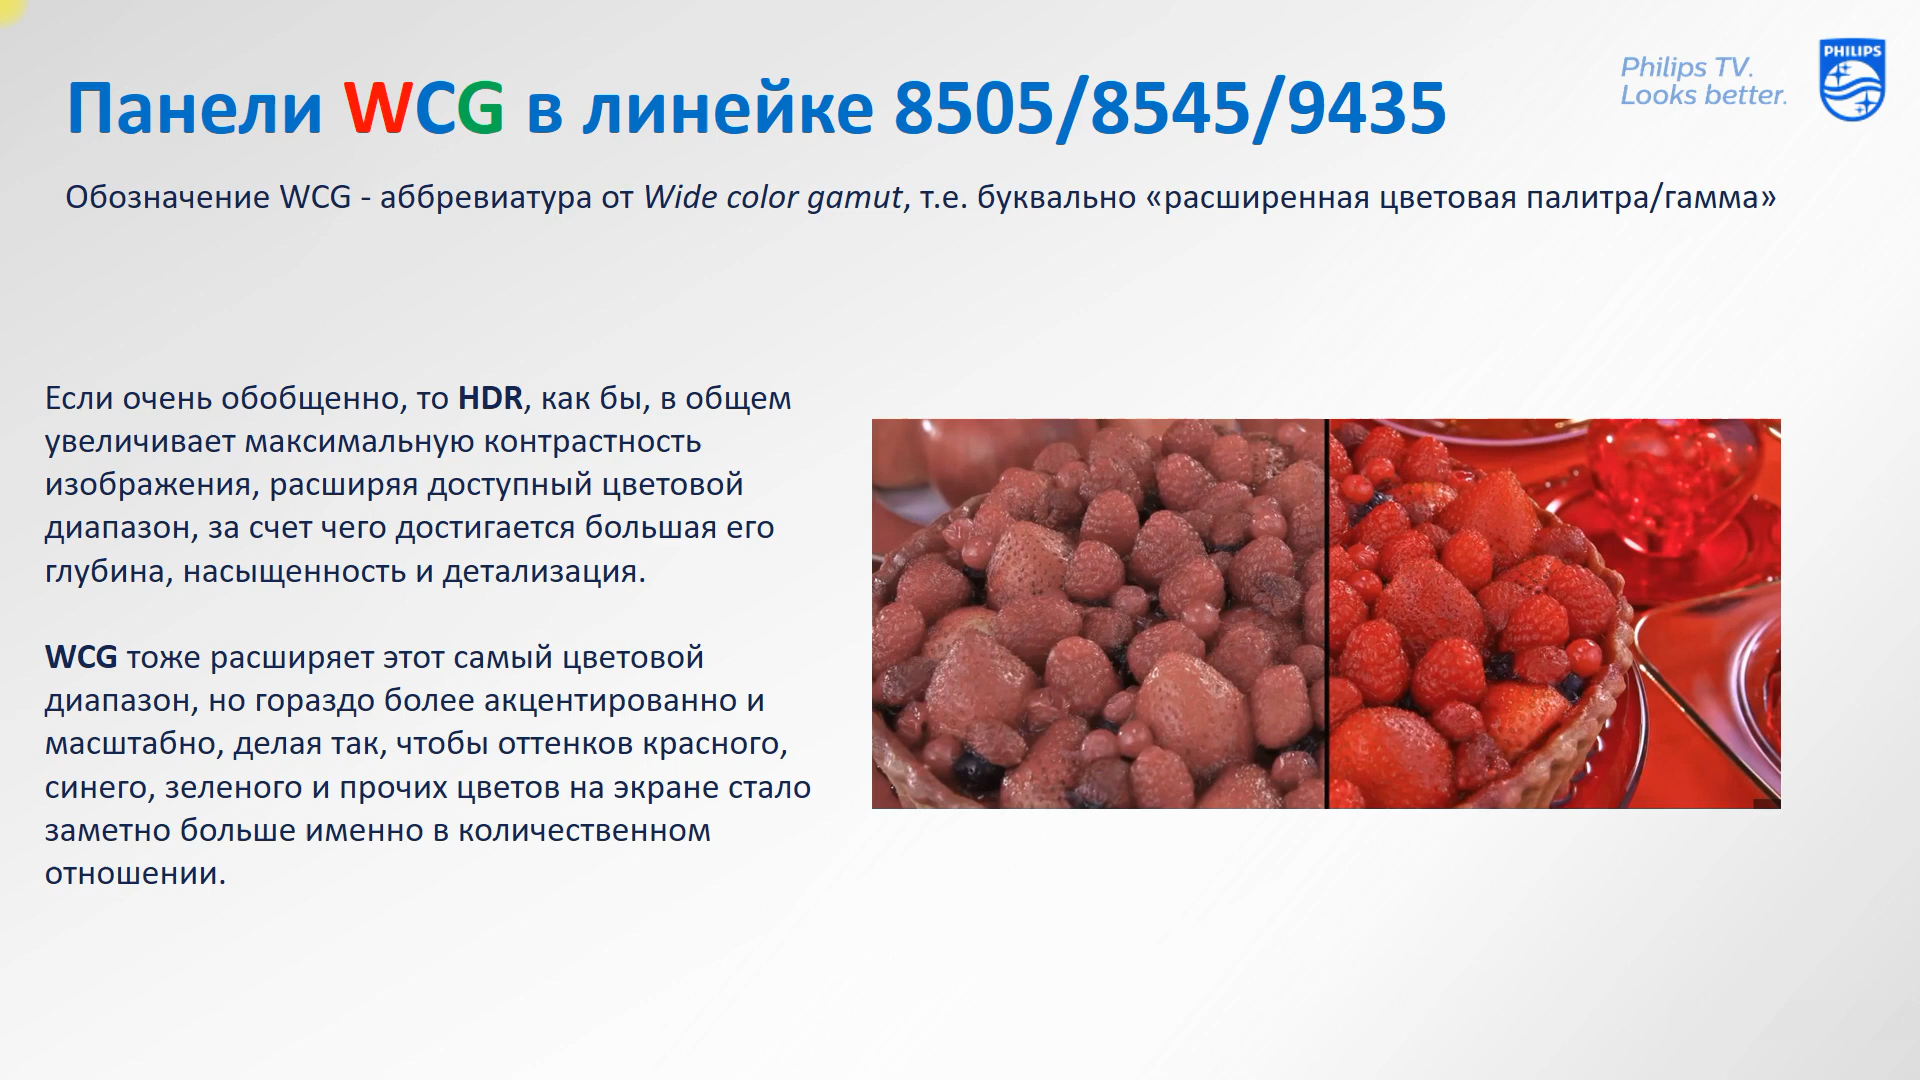 Панели WCG в линейке 8505/8545/9435
Philips TV.
Looks better.
PHILIPS
Обозначение WCG - аббревиатура от Wide color gamut, т.е. буквально «расширенная цветовая палитра/гамма»
Если очень обобщенно, то HDR, как бы, в общем
увеличивает максимальную контрастность
изображения, расширяя доступный цветовой
диапазон, за счет чего достигается большая его
глубина, насыщенность и детализация.
WCG тоже расширяет этот самый цветовой
диапазон, но гораздо более акцентированно и
масштабно, делая так, чтобы оттенков красного,
синего, зеленого и прочих цветов на экране стало
заметно больше именно в количественном
отношении.